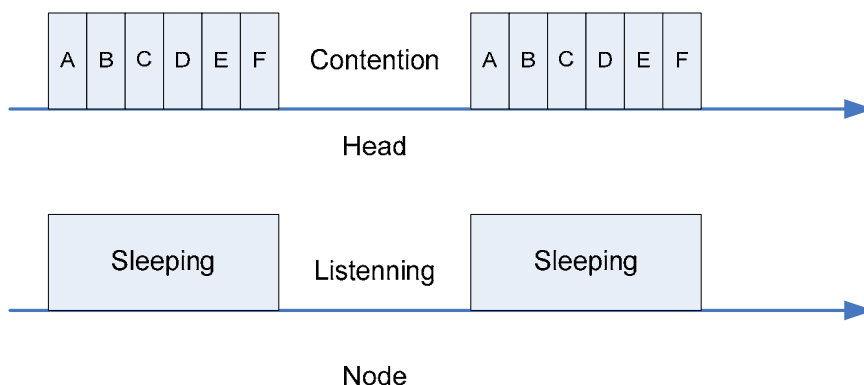 A B C D E F Contention A B C D E F
Head
Sleeping Listenning Sleeping
Node